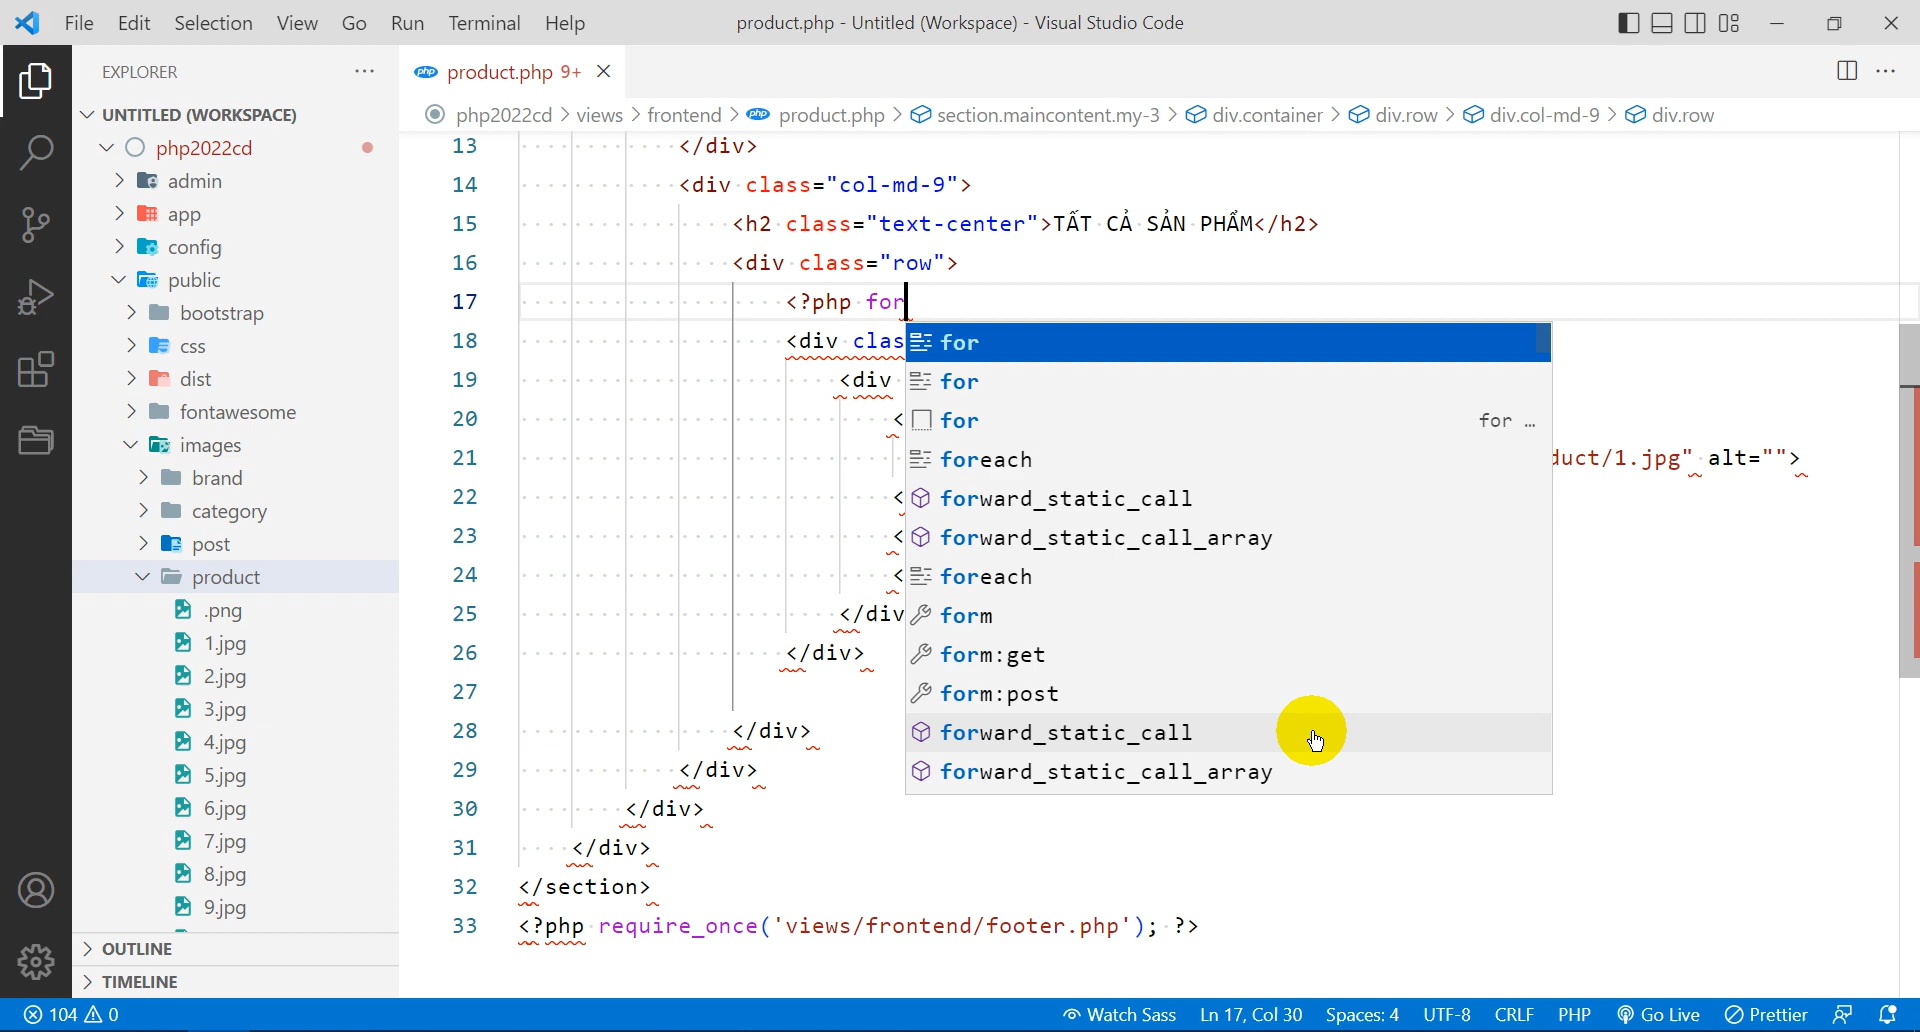 File Edit Selection View Go Run Terminal Help
product.php - Untitled (Workspace) - Visual Studio Code
EXPLORER
UNTITLED (WORKSPACE)
php2022cd
admin
app
config
public
bootstrap
css
dist
fontawesome
images
brand
category
post
product
.png
1.jpg
2.jpg
3.jpg
4.jpg
5.jpg
6.jpg
7.jpg
8.jpg
9.jpg
OUTLINE
TIMELINE
php product.php 9+
php2022cd > views > frontend > php product.php > section.maincontent.my-3 > div.container > div.row > div.col-md-9 > div.row
13 </div>
14 <div class="col-md-9">
15 <h2 class="text-center">TẤT CẢ SẢN PHẨM</h2>
16 <div class="row">
17 <?php for
18 <div clas
19 <div
20 <
21 duct/1.jpg" alt="">
22 <
23 <
24 <
25 </div
26 </div>
27
28 </div>
29 </div>
30 </div>
31 </div>
32 </section>
33 <?php require_once('views/frontend/footer.php'); ?>
for
for
for for ...
foreach
forward_static_call
forward_static_call_array
foreach
form
form:get
form:post
forward_static_call
forward_static_call_array
104 0
Watch Sass Ln 17, Col 30 Spaces: 4 UTF-8 CRLF PHP Go Live Prettier